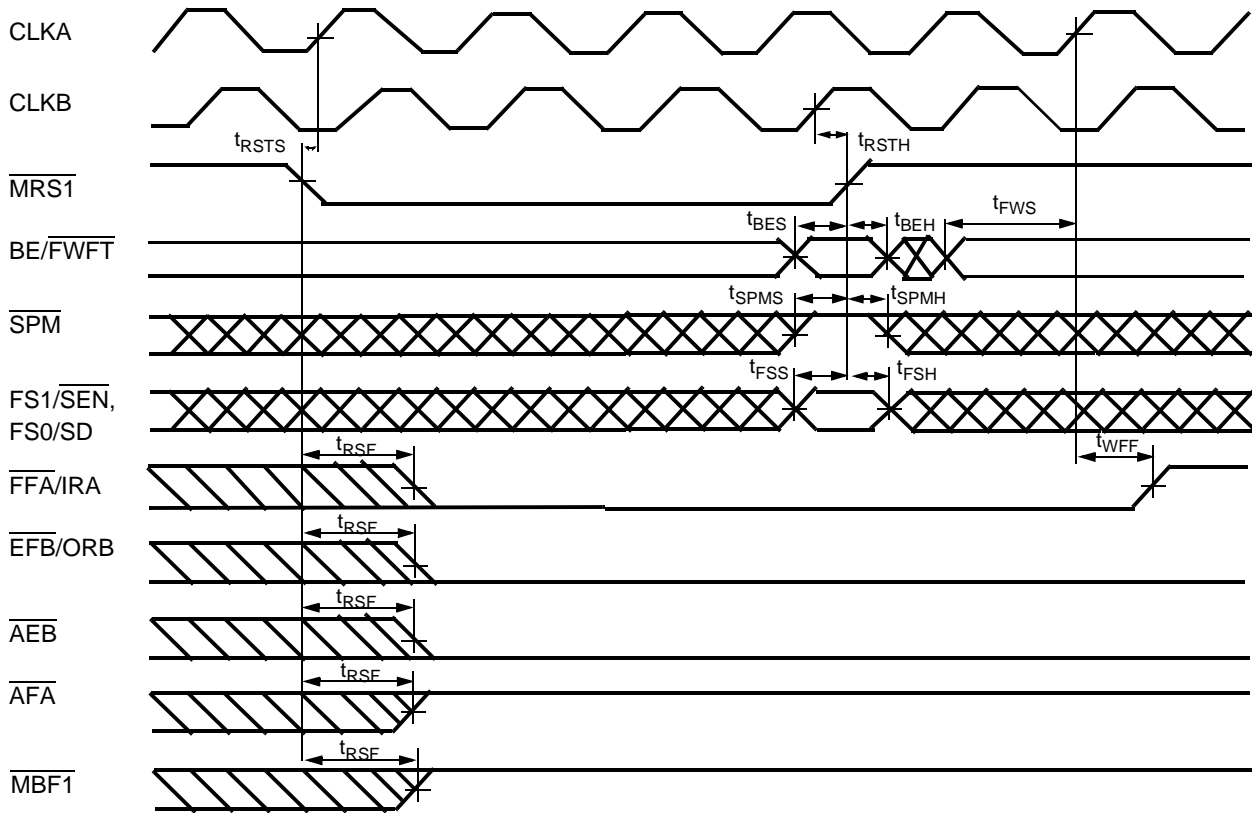 CLKA
CLKB
tRSTS
tRSTH
MRS1
tFWS
tBES
tBEH
BE/FWFT
tSPMS
tSPMH
SPM
tFSS
tFSH
FS1/SEN,
FS0/SD
tRSF
tWFF
FFA/IRA
tRSF
EFB/ORB
tRSF
AEB
tRSF
AFA
tRSF
MBF1